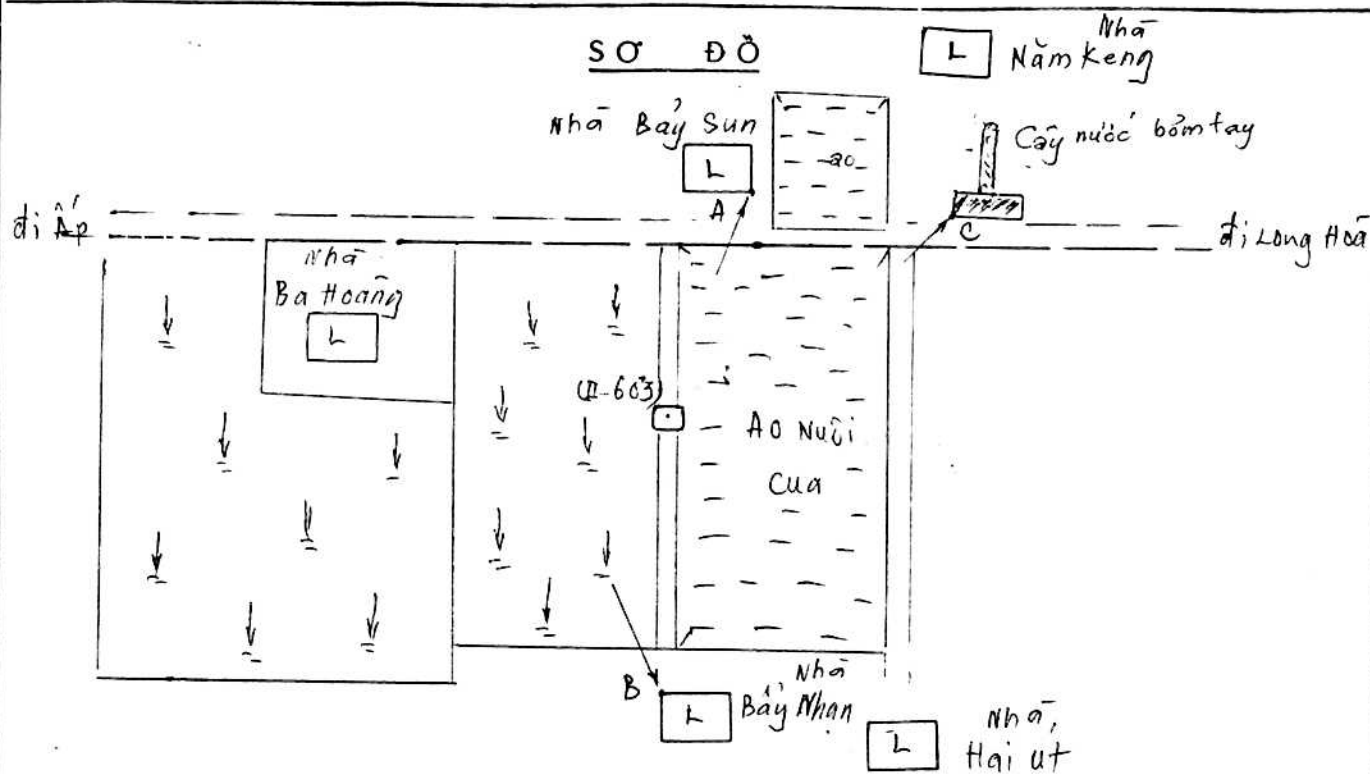 SƠ ĐỒ
L
Nhà
Năm Keng
Nhà Bảy Sun
L
ao
Cây nước bơm tay
A
C
đi Ấp
đi Long Hoà
Nhà
Ba Hoàng
L
(II-603)
AO NUÔI
CUA
B
L
Nhà
Bảy Nhạn
L
Nhà
Hai Út